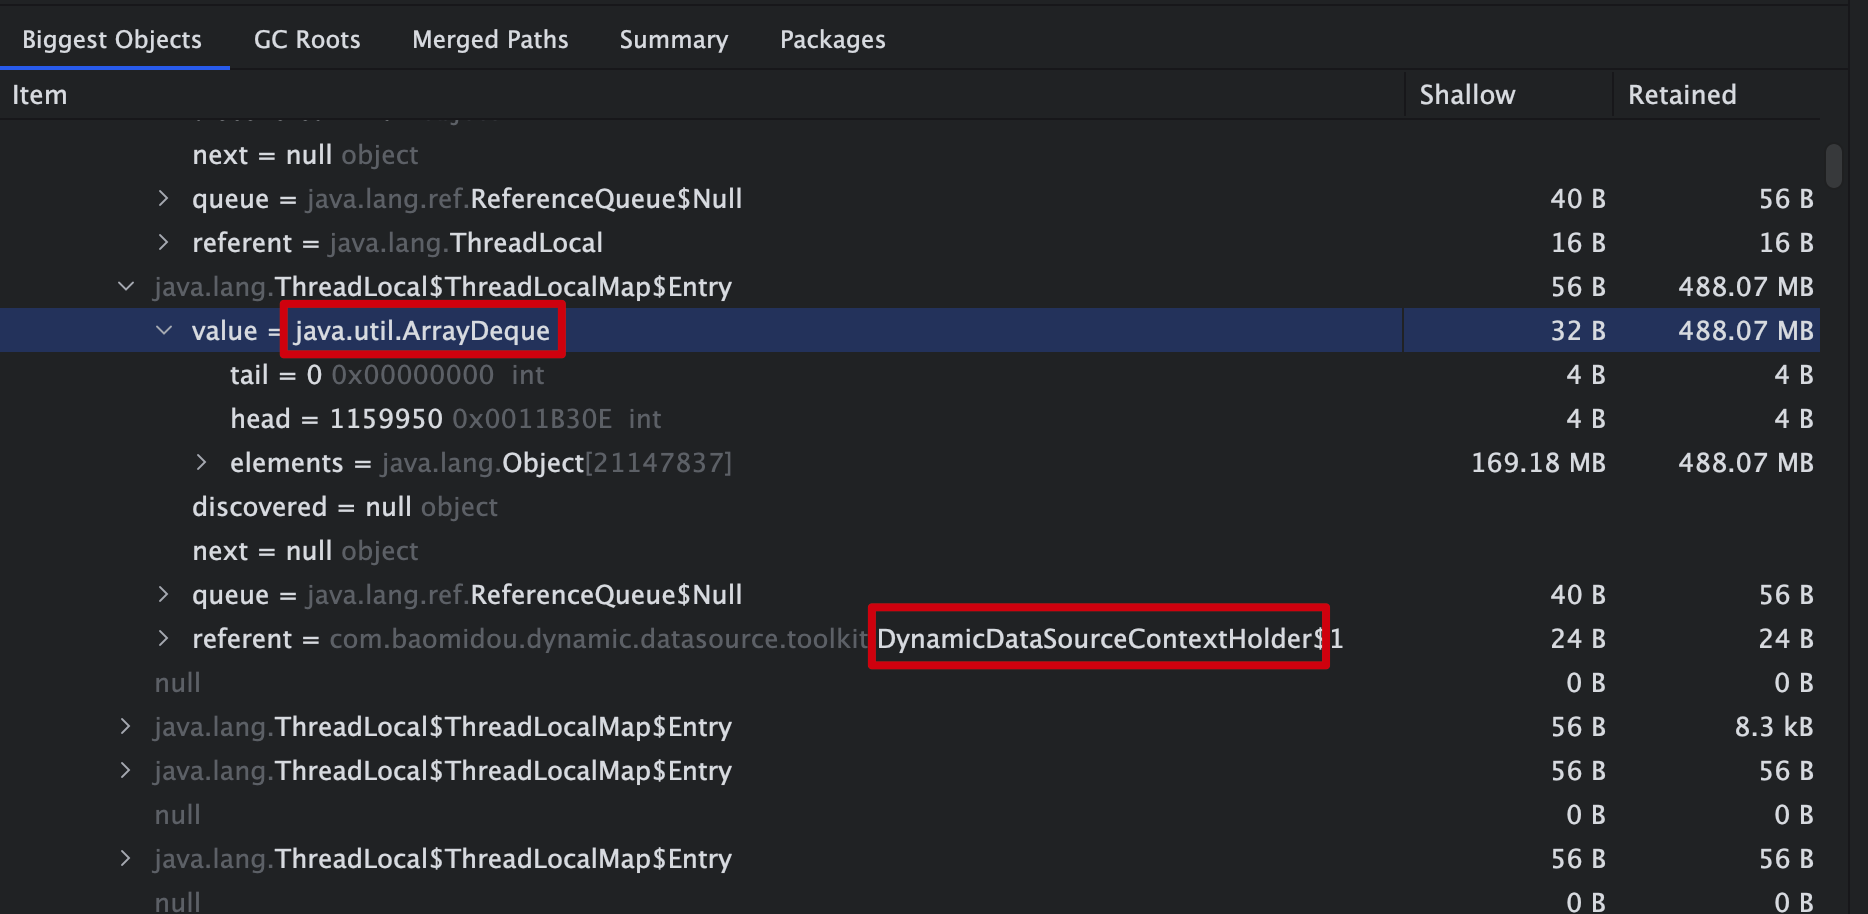 Biggest Objects GC Roots Merged Paths Summary Packages
Item Shallow Retained
next = null object
queue = java.lang.ref.ReferenceQueue$Null 40 B 56 B
referent = java.lang.ThreadLocal 16 B 16 B
java.lang.ThreadLocal$ThreadLocalMap$Entry 56 B 488.07 MB
value = java.util.ArrayDeque 32 B 488.07 MB
tail = 0 0x00000000 int 4 B 4 B
head = 1159950 0x0011B30E int 4 B 4 B
elements = java.lang.Object[21147837] 169.18 MB 488.07 MB
discovered = null object
next = null object
queue = java.lang.ref.ReferenceQueue$Null 40 B 56 B
referent = com.baomidou.dynamic.datasource.toolkit DynamicDataSourceContextHolder$1 24 B 24 B
null 0 B 0 B
java.lang.ThreadLocal$ThreadLocalMap$Entry 56 B 8.3 kB
java.lang.ThreadLocal$ThreadLocalMap$Entry 56 B 56 B
null 0 B 0 B
java.lang.ThreadLocal$ThreadLocalMap$Entry 56 B 56 B
null 0 B 0 B